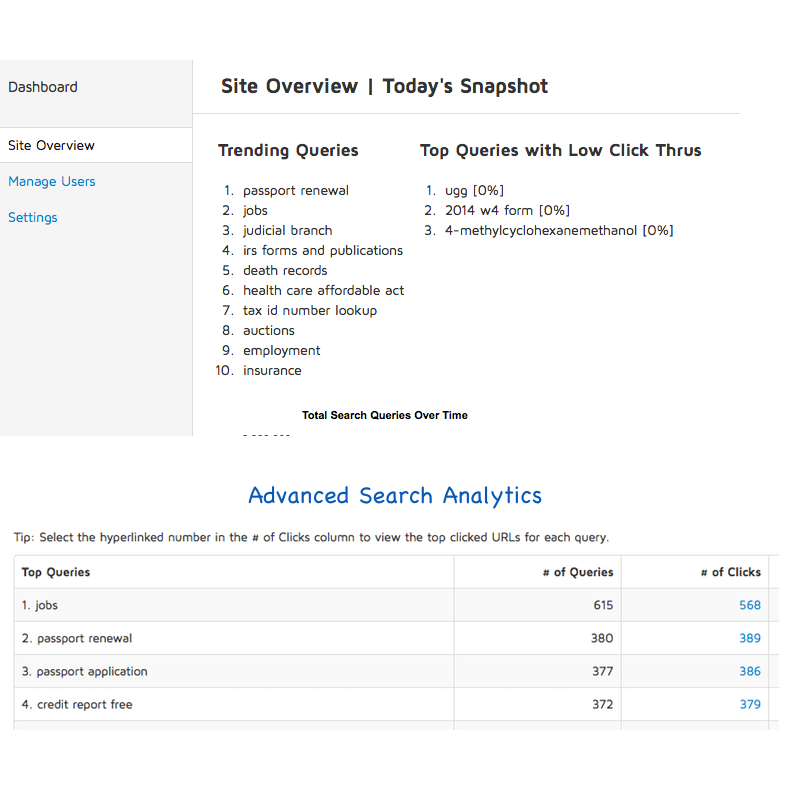 Dashboard
Site Overview | Today's Snapshot
Site Overview
Manage Users
Settings
Trending Queries
1. passport renewal
2. jobs
3. judicial branch
4. irs forms and publications
5. death records
6. health care affordable act
7. tax id number lookup
8. auctions
9. employment
10. insurance
Top Queries with Low Click Thrus
1. ugg [0%]
2. 2014 w4 form [0%]
3. 4-methylcyclohexanemethanol [0%]
Total Search Queries Over Time
Advanced Search Analytics
Tip: Select the hyperlinked number in the # of Clicks column to view the top clicked URLs for each query.
Top Queries # of Queries # of Clicks
1. jobs 615 568
2. passport renewal 380 389
3. passport application 377 386
4. credit report free 372 379